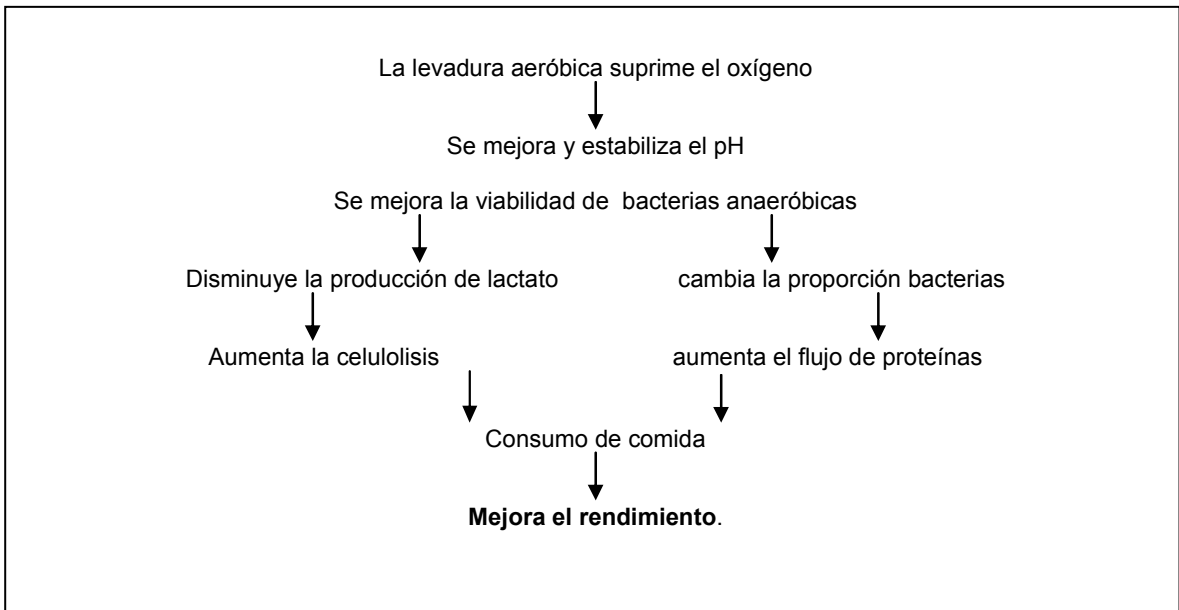 La levadura aeróbica suprime el oxígeno
Se mejora y estabiliza el pH
Se mejora la viabilidad de bacterias anaeróbicas
Disminuye la producción de lactato
cambia la proporción bacterias
Aumenta la celulolisis
aumenta el flujo de proteínas
Consumo de comida
Mejora el rendimiento.